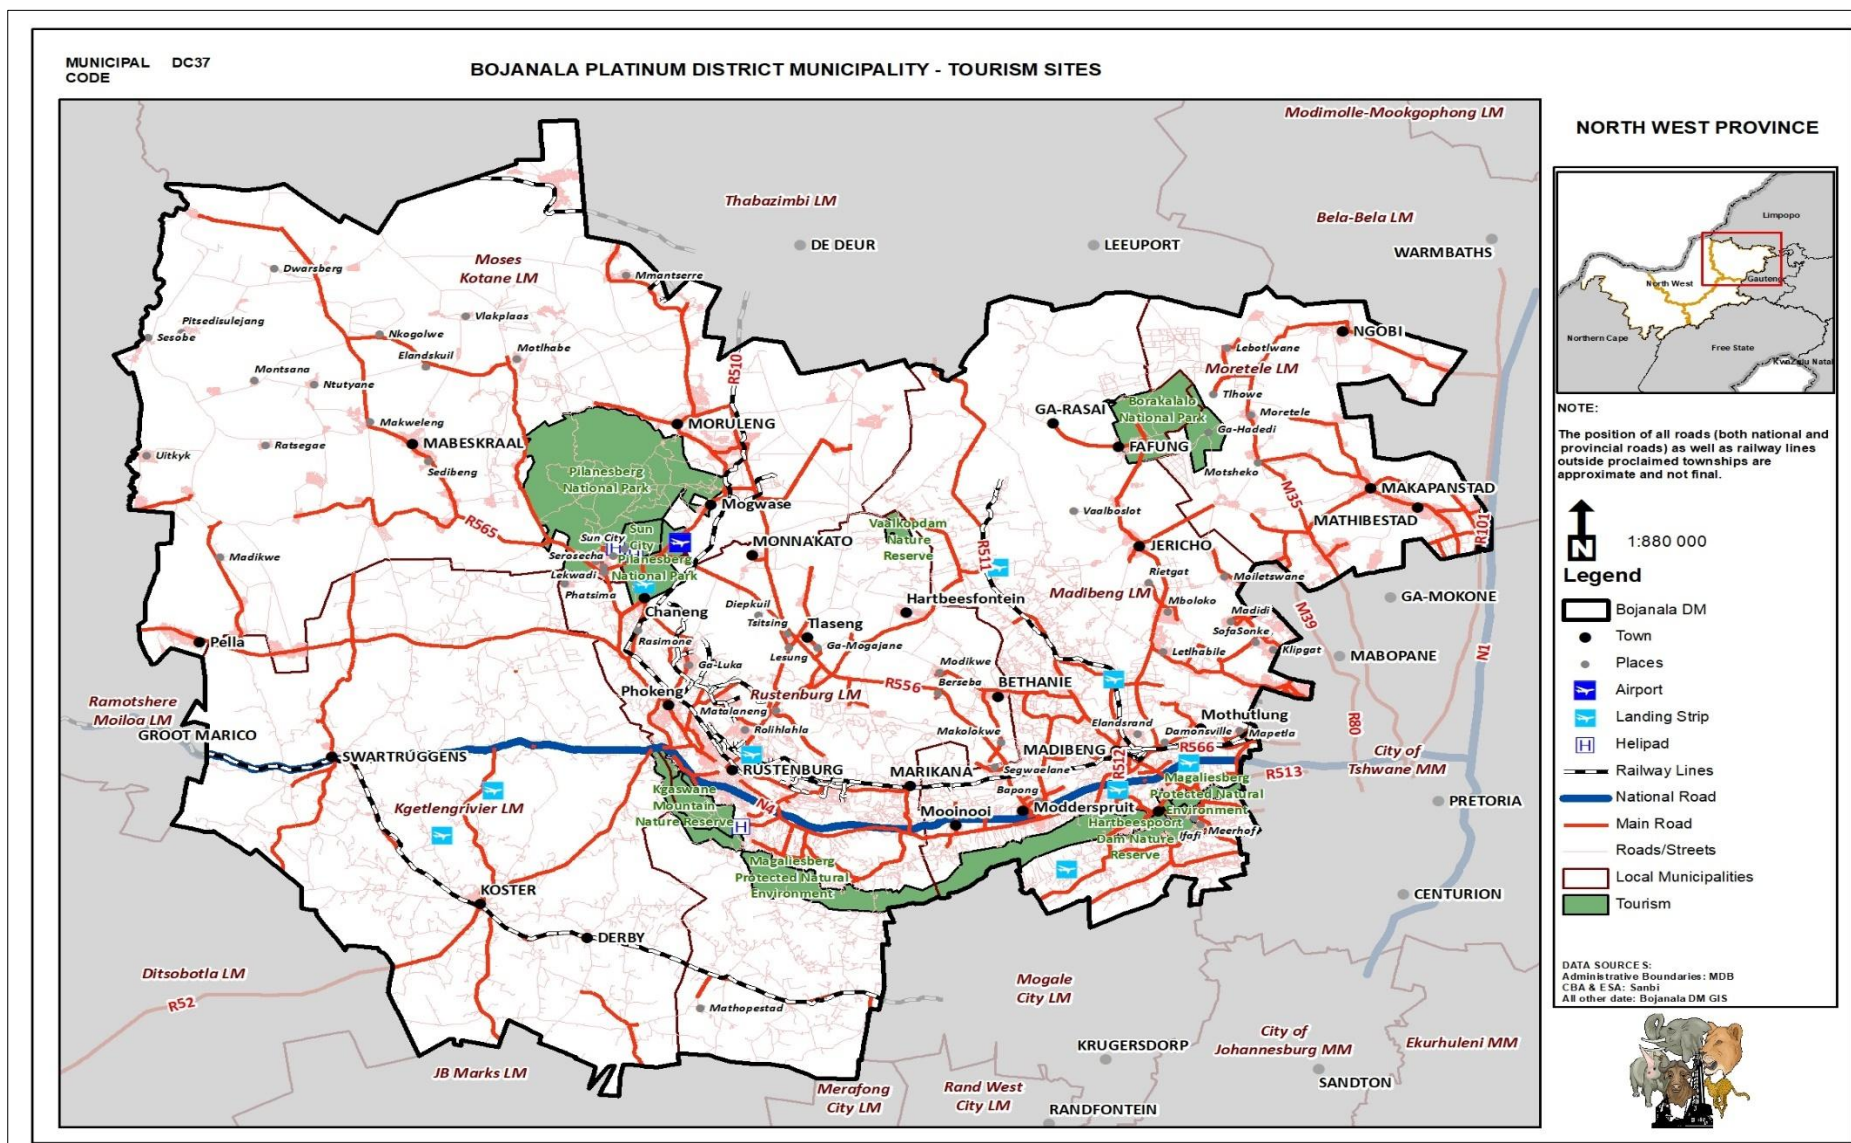 MUNICIPAL DC37
CODE
BOJANALA PLATINUM DISTRICT MUNICIPALITY - TOURISM SITES
Modimolle-Mookgophong LM
Thabazimbi LM
Bela-Bela LM
DE DEUR
LEEUPORT
WARMBATHS
Moses
Kotane LM
Dwarsberg
Mmantserre
Vlakplaas
Pitsedisulejang
Sesobe
Nkogolwe
Elandskuil
Motlhabe
Montsana
Ntutyane
R510
NGOBI
Lebotlwane
Moretele LM
Tlhowe
Borakalalo
National Park
GA-RASAI
Moretele
Ga-Hadedi
FAFUNG
Motsheko
Makweleng
MABESKRAAL
Ratsegae
Uitkyk
Sedibeng
MORULENG
Pilanesberg
National Park
Mogwase
MAKAPANSTAD
M35
MATHIBESTAD
R101
R565
Vaalboslot
Vaalkopdam
Nature
Reserve
Sun
City
Sun City
H
Pilanesberg
National Park
Serosecha
Lekwadi
Phatsima
Madikwe
MONNAKATO
R511
JERICHO
Rietgat
Moiletswane
GA-MOKONE
Madibeng LM
Mboloko
Madidi
SofaSonke
M39
N1
Chaneng
Diepkuil
Tsitsing
Hartbeesfontein
Tlaseng
Rasimone
Lesung
Ga-Mogajane
Letlhabile
Klipgat
MABOPANE
Pella
Ga-Luka
Modikwe
Berseba
R556
BETHANIE
Phokeng
Rustenburg LM
Matalaneng
Rolihlahla
Ramotshere
Moiloa LM
GROOT MARICO
SWARTRUGGENS
Makolokwe
Elandsrand
Mothutlung
Damonsville
Mapetla
MADIBENG
R566
R512
R80
City of
Tshwane MM
R513
RUSTENBURG
MARIKANA
Segwaelane
Bapong
Magaliesberg
Protected Natural
Environment
PRETORIA
Kgetlengrivier LM
Kgaswane
Mountain
Nature Reserve
H
N4
Mooinooi
Modderspruit
Hartbeespoort
Dam Nature
Reserve
Ifafi
Meerhof
Magaliesberg
Protected Natural
Environment
KOSTER
DERBY
CENTURION
Ditsobotla LM
R52
Mathopestad
Mogale
City LM
KRUGERSDORP
City of
Johannesburg MM
Ekurhuleni MM
JB Marks LM
Merafong
City LM
Rand West
City LM
SANDTON
RANDFONTEIN
NORTH WEST PROVINCE
Limpopo
North West
Gauteng
Northern Cape
Free State
KwaZulu Natal
NOTE:
The position of all roads (both national and
provincial roads) as well as railway lines
outside proclaimed townships are
approximate and not final.
N
1:880 000
Legend
Bojanala DM
Town
Places
Airport
Landing Strip
H Helipad
Railway Lines
National Road
Main Road
Roads/Streets
Local Municipalities
Tourism
DATA SOURCES:
Administrative Boundaries: MDB
CBA & ESA: Sanbi
All other date: Bojanala DM GIS